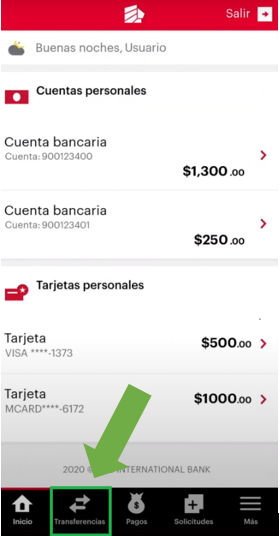 Salir
Buenas noches, Usuario
Cuentas personales
Cuenta bancaria
Cuenta: 900123400
$1,300 .00
Cuenta bancaria
Cuenta: 900123401
$250 .00
Tarjetas personales
Tarjeta
VISA ****-1373
$500.00
Tarjeta
MCARD****-6172
$1000.00
2020 INTERNATIONAL BANK
Inicio
Transferencias
Pagos
Solicitudes
Más